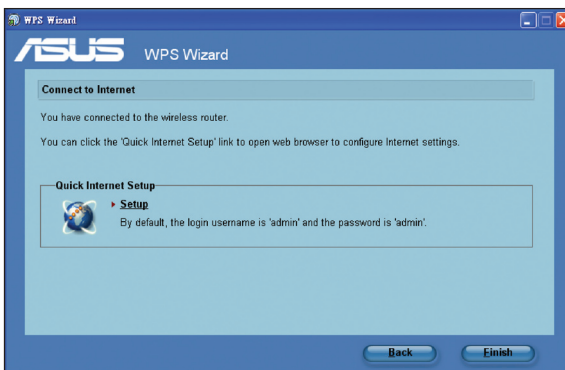 WPS Wizard
ASUS WPS Wizard
Connect to Internet
You have connected to the wireless router.
You can click the 'Quick Internet Setup' link to open web browser to configure Internet settings.
Quick Internet Setup
Setup
By default, the login username is 'admin' and the password is 'admin'.
Back Finish